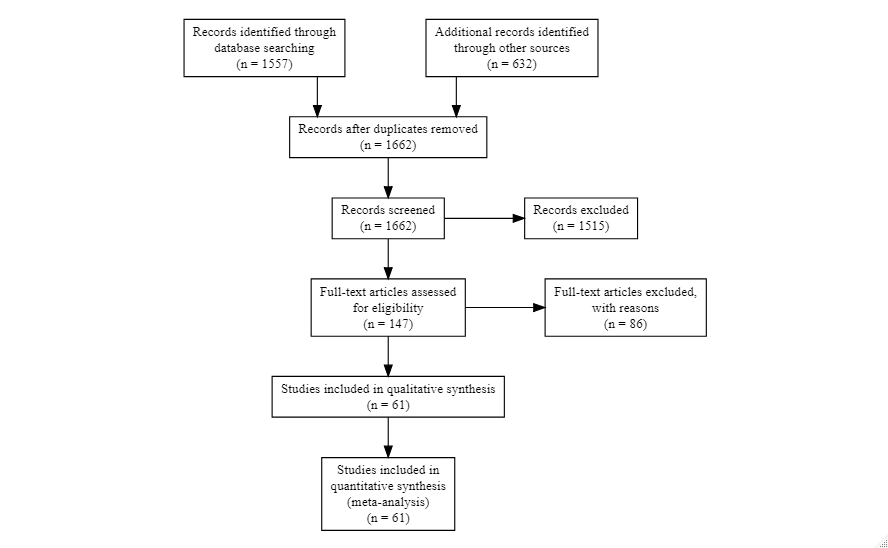 Records identified through
database searching
(n = 1557)
Additional records identified
through other sources
(n = 632)
Records after duplicates removed
(n = 1662)
Records screened
(n = 1662)
Records excluded
(n = 1515)
Full-text articles assessed
for eligibility
(n = 147)
Full-text articles excluded,
with reasons
(n = 86)
Studies included in qualitative synthesis
(n = 61)
Studies included in
quantitative synthesis
(meta-analysis)
(n = 61)